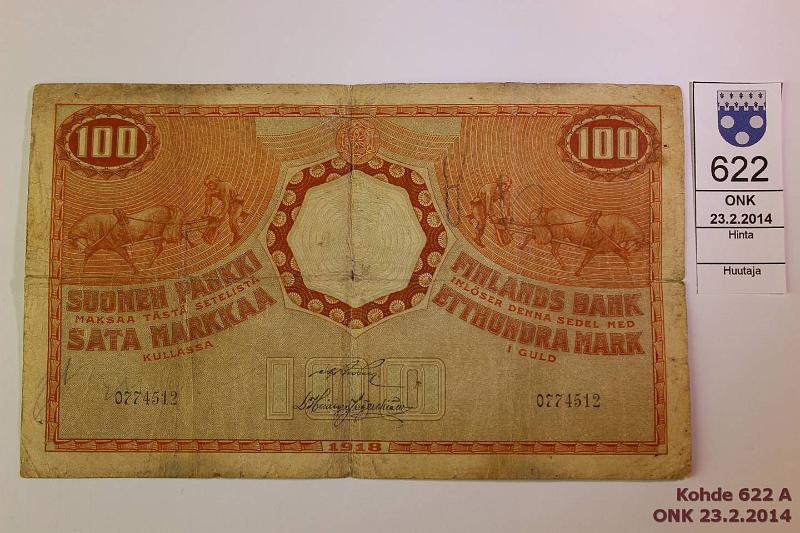 100
100
SUOMEN PANKKI
MAKSAA TÄSTÄ SETELISTÄ
SATA MARKKAA
KULLASSA
FINLANDS BANK
INLÖSER DENNA SEDEL MED
ETTHUNDRA MARK
I GULD
100
0774512
0774512
1918
622
ONK
23.2.2014
Hinta
Huutaja
Kohde 622 A
ONK 23.2.2014